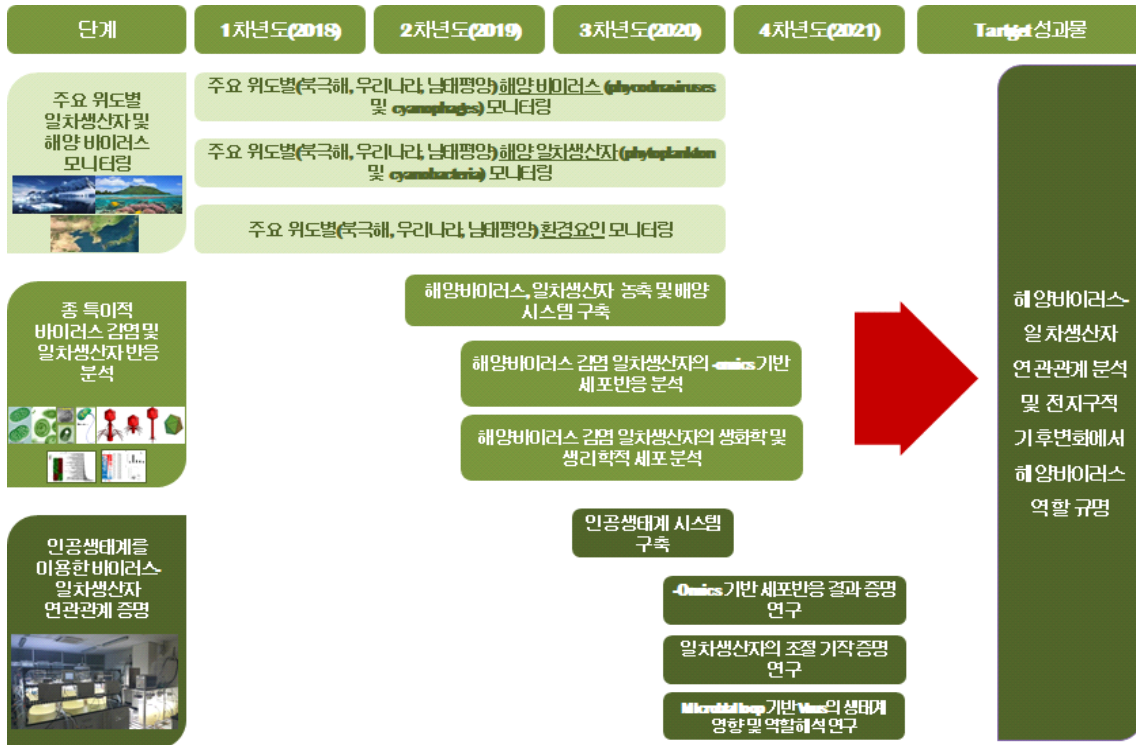 단계
1차년도(2018)
2차년도(2019)
3차년도(2020)
4차년도(2021)
Target 성과물
주요 위도별
일차생산자 및
해양 바이러스
모니터링
주요 위도별(북극해, 우리나라, 남태평양) 해양 바이러스 (phycodnaviruses
및 cyanophages) 모니터링
주요 위도별(북극해, 우리나라, 남태평양) 해양 일차생산자 (phytoplankton
및 cyanobacteria) 모니터링
주요 위도별(북극해, 우리나라, 남태평양) 환경요인 모니터링
종 특이적
바이러스 감염 및
일차생산자 반응
분석
해양바이러스, 일차생산자 농축 및 배양
시스템 구축
해양바이러스 감염 일차생산자의 -omics 기반
세포반응 분석
해양바이러스 감염 일차생산자의 생화학 및
생리학적 세포 분석
인공생태계를
이용한 바이러스-
일차생산자
연관관계 증명
인공생태계 시스템
구축
-Omics 기반 세포반응 결과 증명
연구
일차생산자의 조절 기작 증명
연구
Microbial loop 기반 Virus의 생태계
영향 및 역할해석 연구
해양바이러스-
일차생산자
연관관계 분석
및 전지구적
기후변화에서
해양바이러스
역할 규명